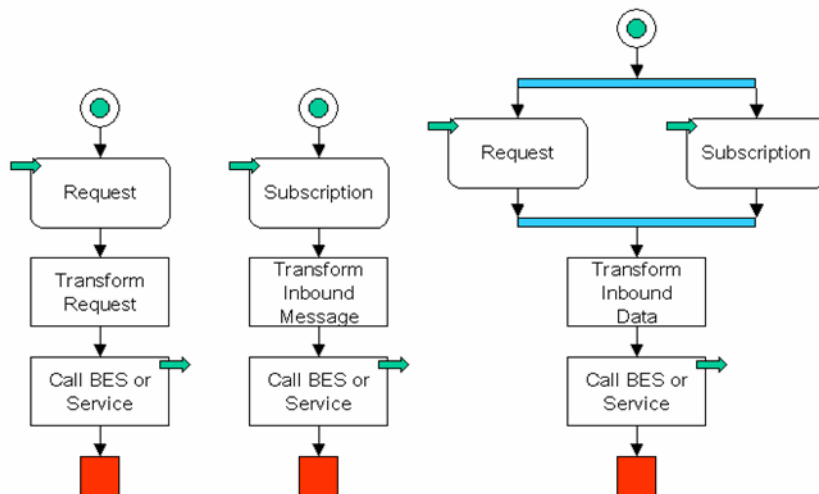 Request
Transform
Request
Call BES or
Service
Subscription
Transform
Inbound
Message
Call BES or
Service
Request
Subscription
Transform
Inbound
Data
Call BES or
Service